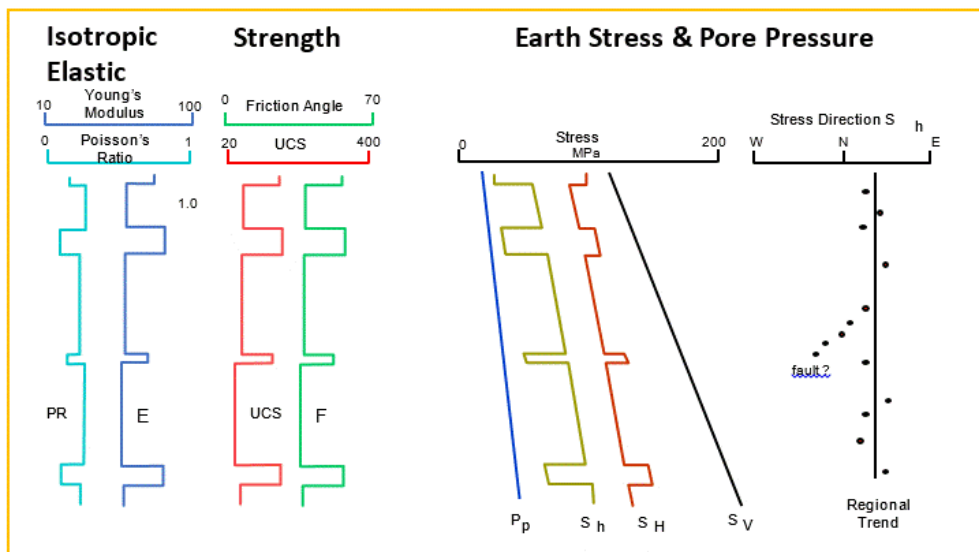 Isotropic
Elastic
Strength
Earth Stress & Pore Pressure
10
Young's
Modulus
100
0
Poisson's
Ratio
1
0
Friction Angle
70
20
UCS
400
0
Stress
MPa
200
Stress Direction S h
W
N
E
1.0
fault ?
PR
E
UCS
F
Pp
Sh
SH
SV
Regional
Trend